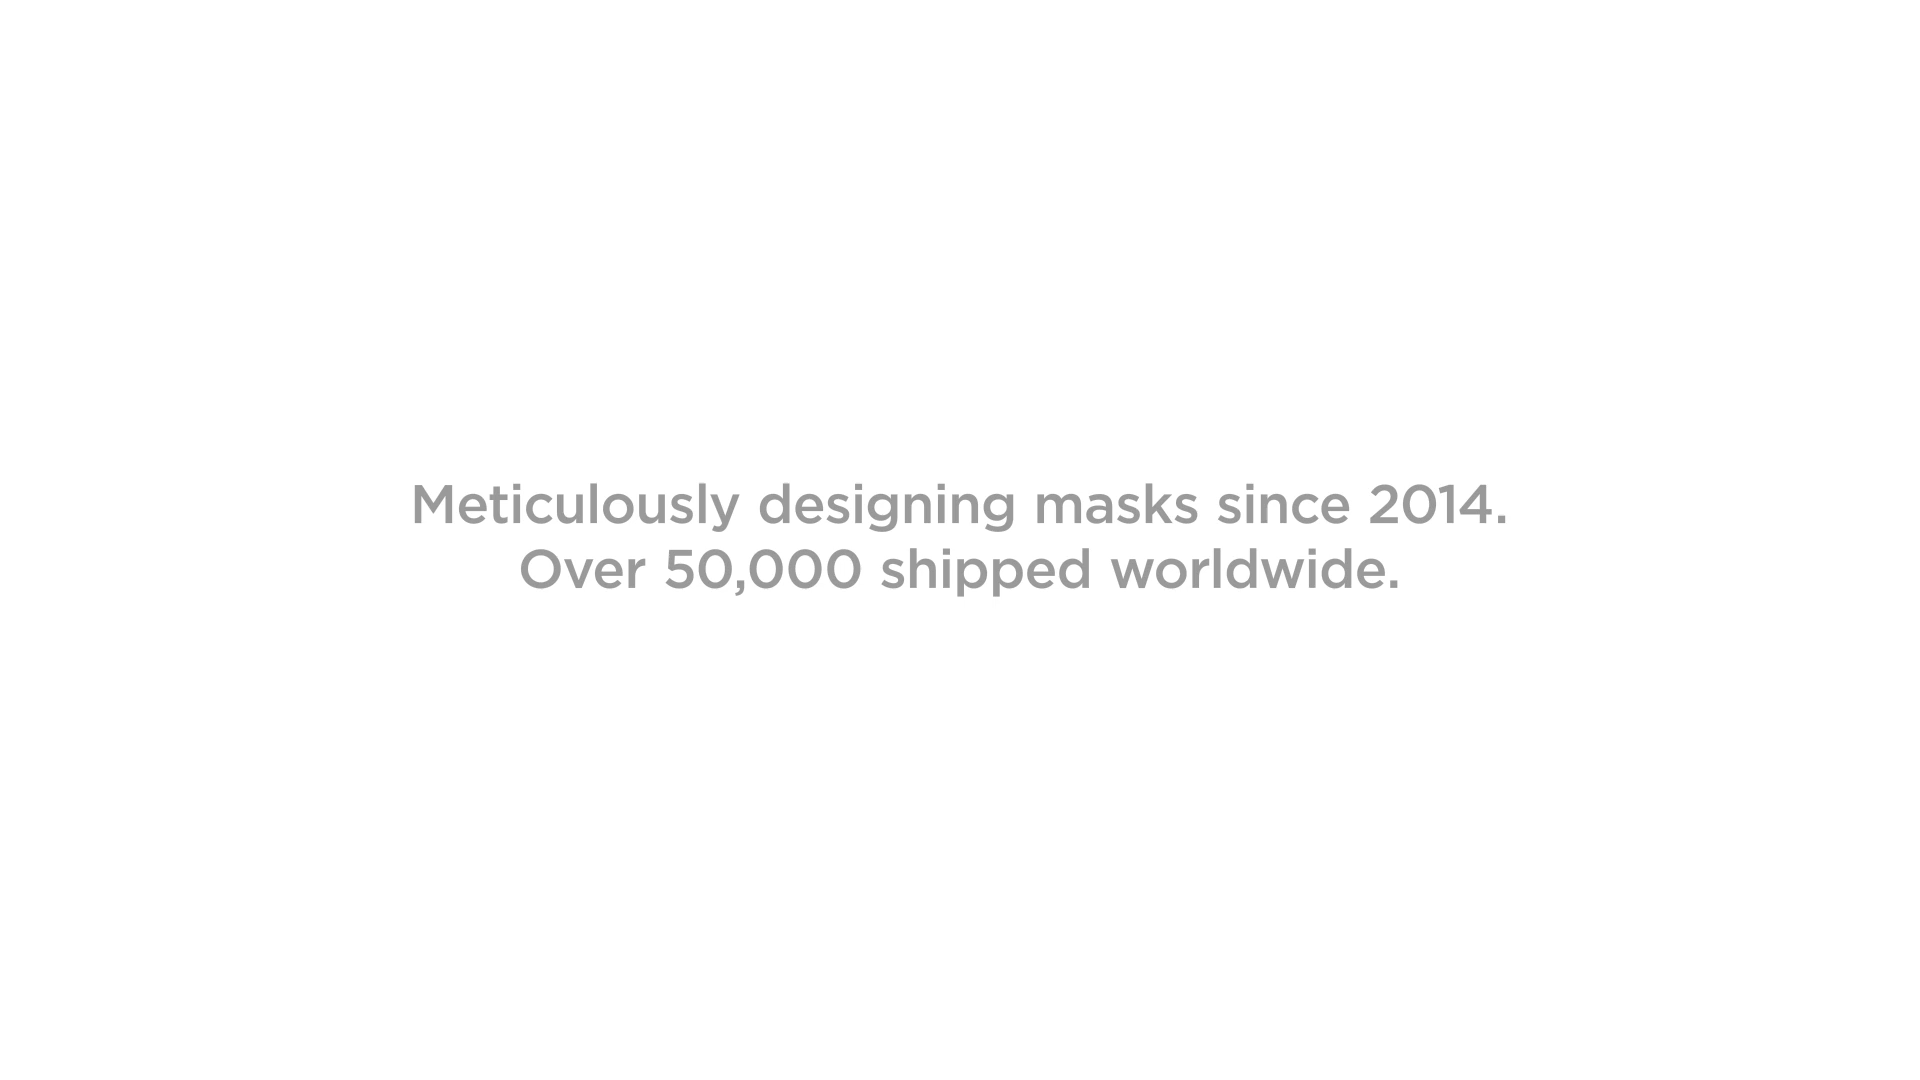 Meticulously designing masks since 2014.
Over 50,000 shipped worldwide.